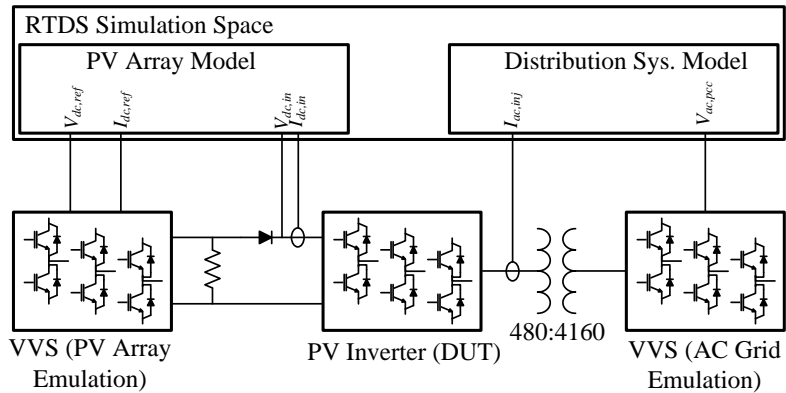 RTDS Simulation Space
PV Array Model
Distribution Sys. Model
Vdc,ref
Idc,ref
Vdc,in
Idc,in
Iac,inj
Vac,pcc
480:4160
VVS (PV Array
Emulation)
PV Inverter (DUT)
VVS (AC Grid
Emulation)